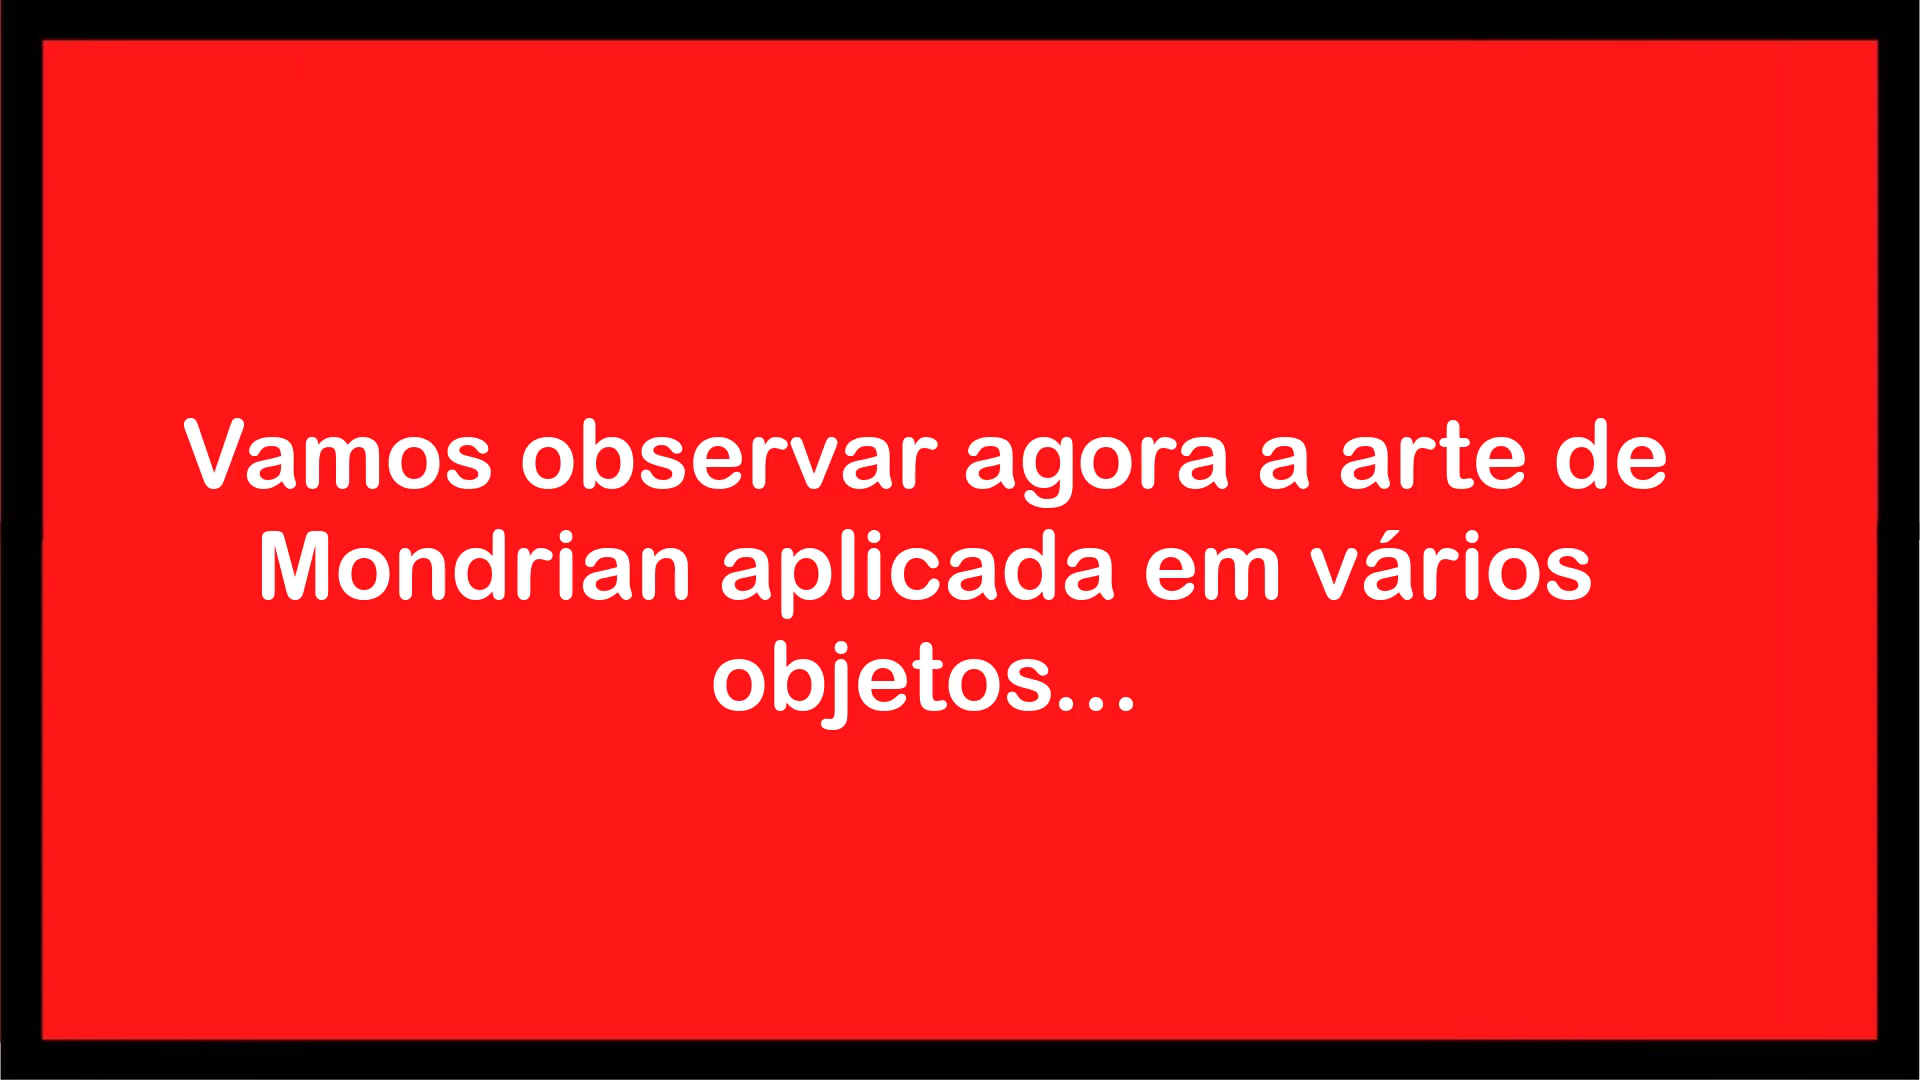 Vamos observar agora a arte de
Mondrian aplicada em vários
objetos...